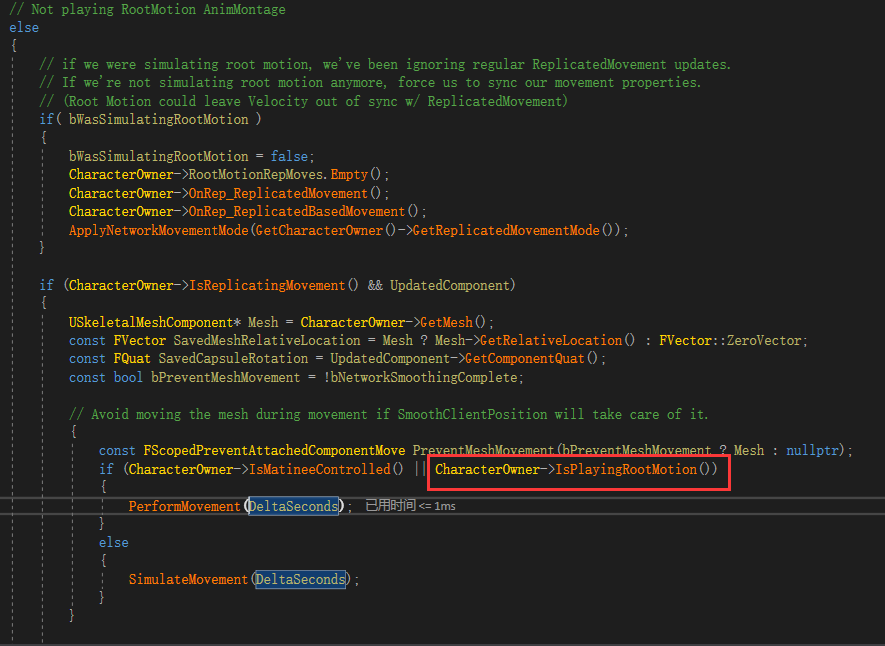 // Not playing RootMotion AnimMontage
else
{
// if we were simulating root motion, we've been ignoring regular ReplicatedMovement updates.
// If we're not simulating root motion anymore, force us to sync our movement properties.
// (Root Motion could leave Velocity out of sync w/ ReplicatedMovement)
if( bWasSimulatingRootMotion )
{
bWasSimulatingRootMotion = false;
CharacterOwner->RootMotionRepMoves.Empty();
CharacterOwner->OnRep_ReplicatedMovement();
CharacterOwner->OnRep_ReplicatedBasedMovement();
ApplyNetworkMovementMode(GetCharacterOwner()->GetReplicatedMovementMode());
}
if (CharacterOwner->IsReplicatingMovement() && UpdatedComponent)
{
USkeletalMeshComponent* Mesh = CharacterOwner->GetMesh();
const FVector SavedMeshRelativeLocation = Mesh ? Mesh->GetRelativeLocation() : FVector::ZeroVector;
const FQuat SavedCapsuleRotation = UpdatedComponent->GetComponentQuat();
const bool bPreventMeshMovement = !bNetworkSmoothingComplete;
// Avoid moving the mesh during movement if SmoothClientPosition will take care of it.
{
const FScopedPreventAttachedComponentMove PreventMeshMovement(bPreventMeshMovement ? Mesh : nullptr);
if (CharacterOwner->IsMatineeControlled() || CharacterOwner->IsPlayingRootMotion())
{
PerformMovement(DeltaSeconds); 已用时间 <= 1ms
}
else
{
SimulateMovement(DeltaSeconds);
}
}